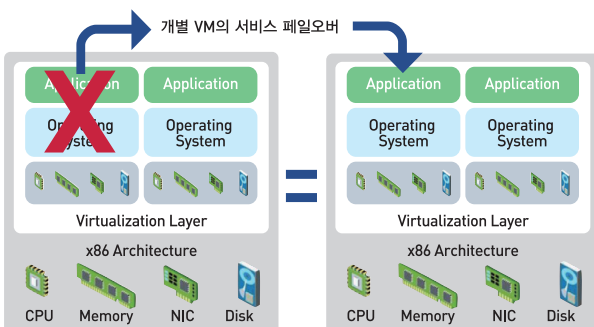 개별 VM의 서비스 페일오버
Application
Application
Operating
System
Operating
System
Virtualization Layer
x86 Architecture
CPU
Memory
NIC
Disk
Application
Application
Operating
System
Operating
System
Virtualization Layer
x86 Architecture
CPU
Memory
NIC
Disk